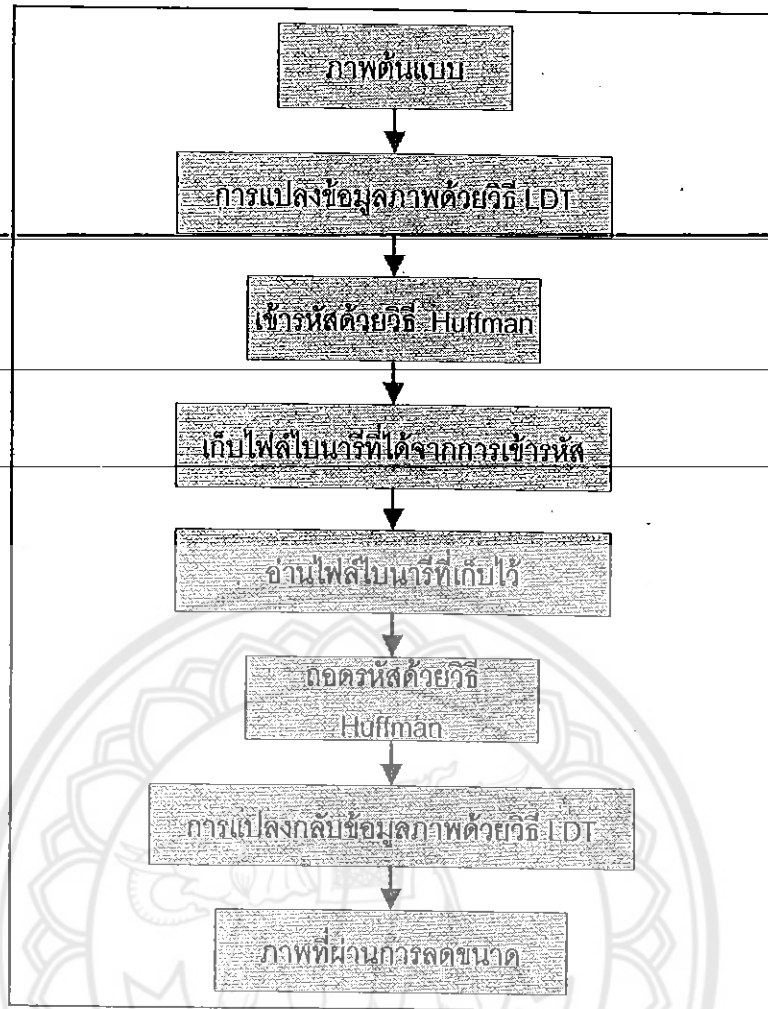 ภาพต้นแบบ
การแปลงข้อมูลภาพด้วยวิธี LDT
เข้ารหัสด้วยวิธี Huffman
เก็บไฟล์ไบนารีที่ได้จากการเข้ารหัส
อ่านไฟล์ไบนารีที่เก็บไว้
ถอดรหัสด้วยวิธี
Huffman
การแปลงกลับข้อมูลภาพด้วยวิธี LDT
ภาพที่ผ่านการลดขนาด